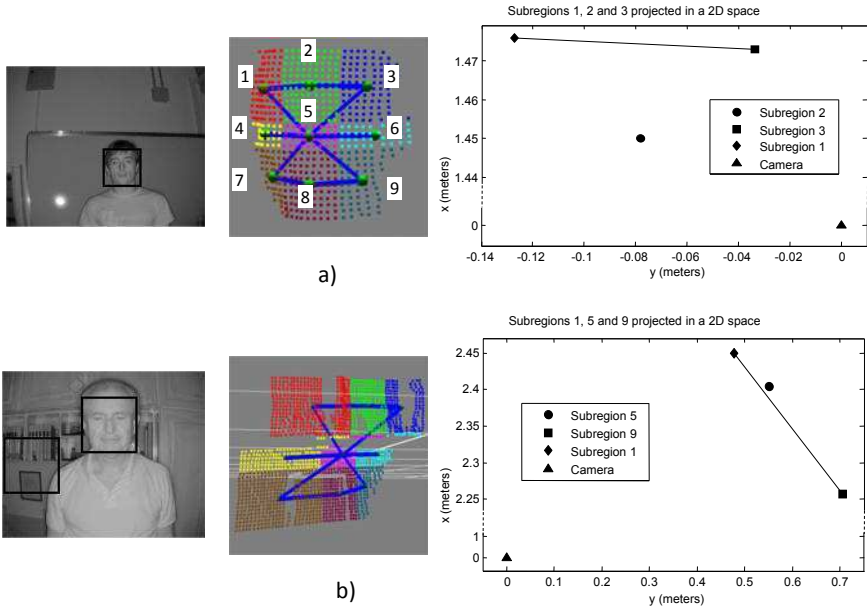 Subregions 1, 2 and 3 projected in a 2D space
1
2
3
4
5
6
7
8
9
1.47
1.46
1.45
1.44
0
x (meters)
Subregion 2
Subregion 3
Subregion 1
Camera
-0.14 -0.12 -0.1 -0.08 -0.06 -0.04 -0.02 0
y (meters)
a)
Subregions 1, 5 and 9 projected in a 2D space
2.45
2.4
2.35
2.3
2.25
1
0
x (meters)
Subregion 5
Subregion 9
Subregion 1
Camera
0 0.1 0.2 0.3 0.4 0.5 0.6 0.7
y (meters)
b)